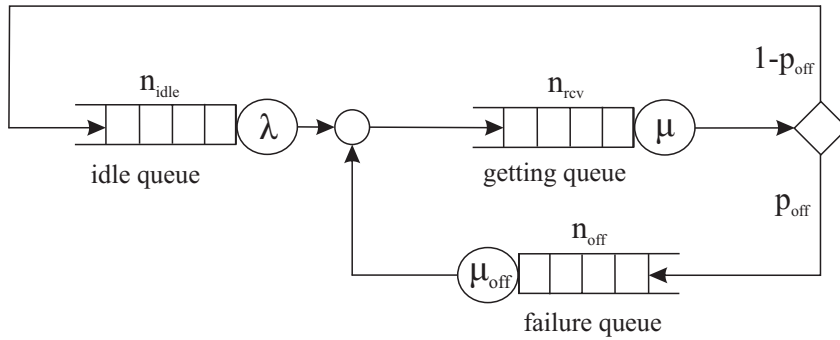 1-p_off
n_idle
n_rcv
λ
μ
idle queue
getting queue
p_off
n_off
μ_off
failure queue